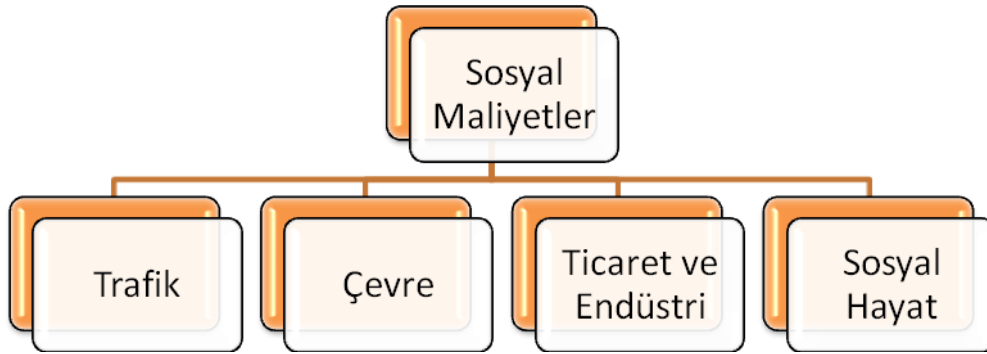 Sosyal
Maliyetler
Trafik
Çevre
Ticaret ve
Endüstri
Sosyal
Hayat